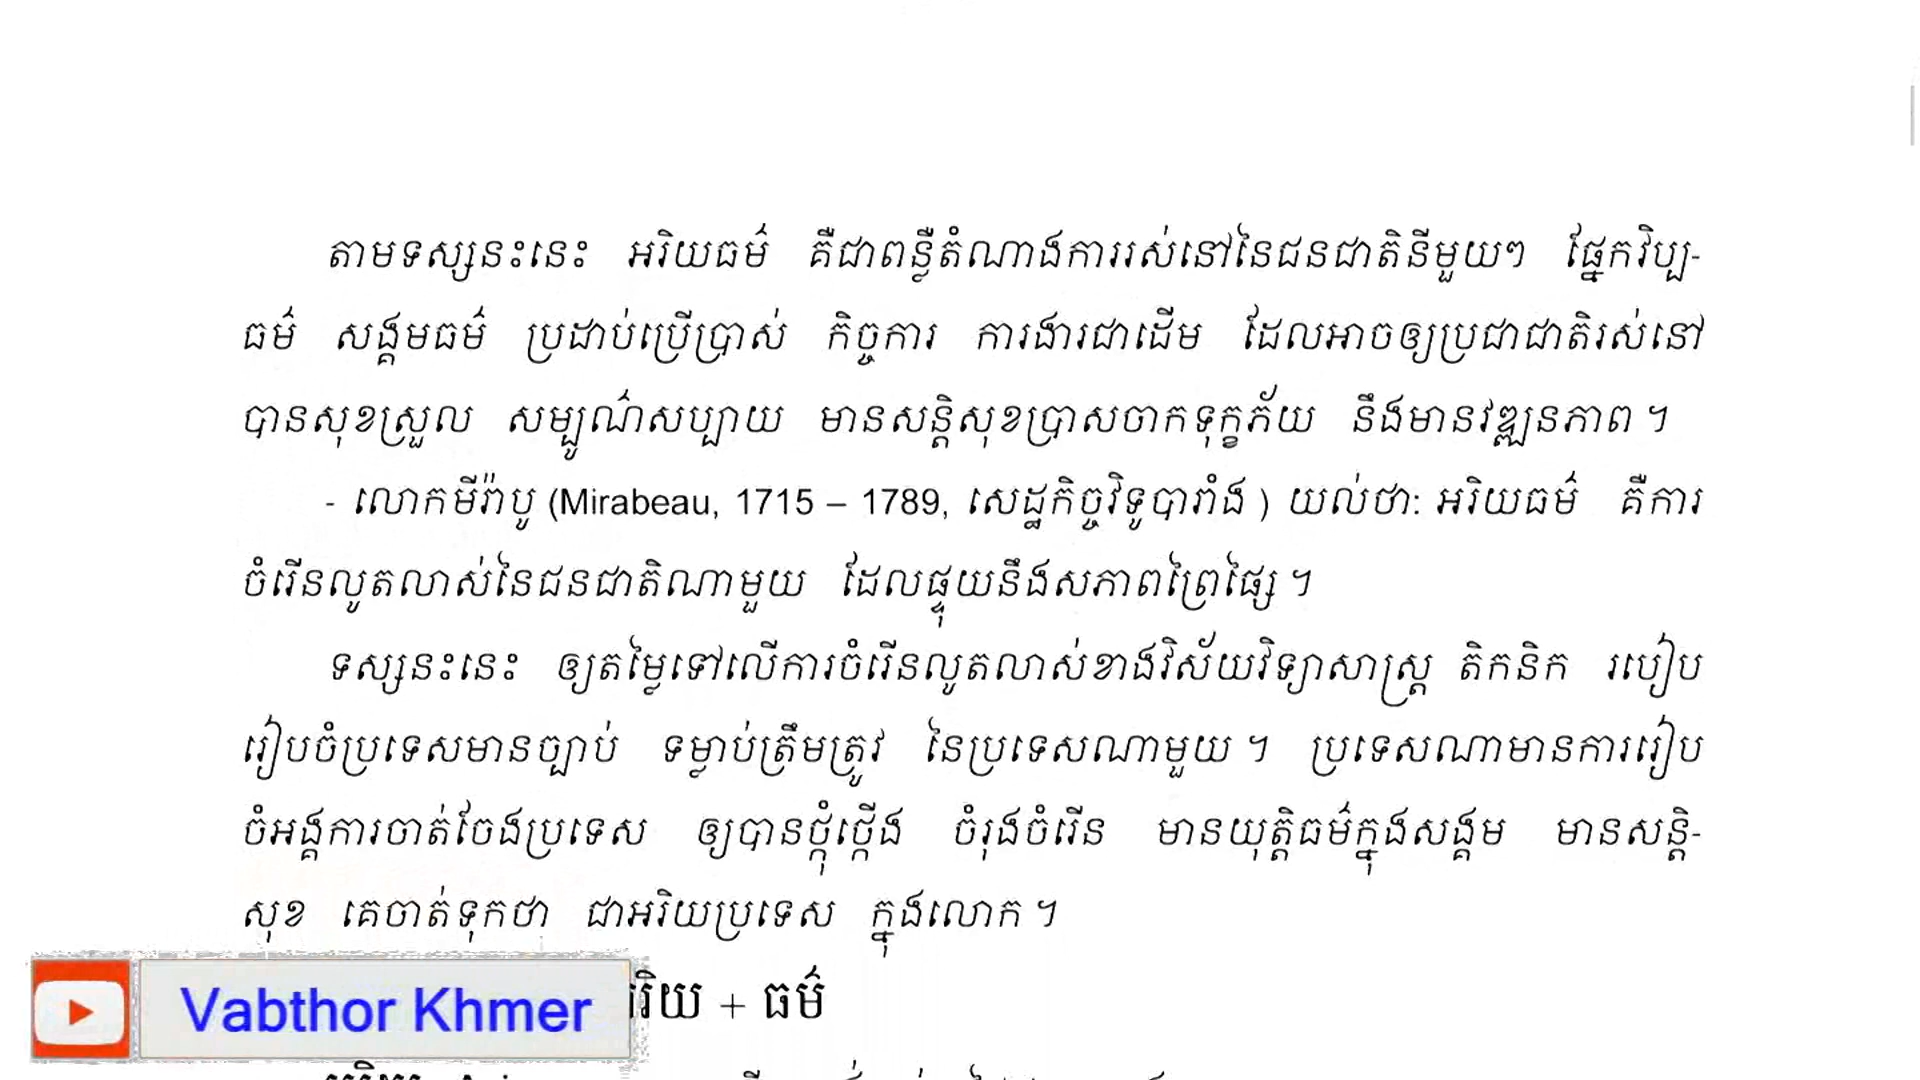 តាមទស្សនះនេះ អរិយធម៌ គឺជាពន្លឺតំណាងការរស់នៅនៃជនជាតិនីមួយៗ ផ្នែកវិប្ប-
ធម៌ សង្គមធម៌ ប្រដាប់ប្រើប្រាស់ កិច្ចការ ការងារជាដើម ដែលអាចឲ្យប្រជាជាតិរស់នៅ
បានសុខស្រួល សម្បូណ៌សប្បាយ មានសន្តិសុខប្រាសចាកទុក្ខភ័យ នឹងមានវឌ្ឍនភាព ។
- លោកមីរ៉ាបូ (Mirabeau, 1715 – 1789, សេដ្ឋកិច្ចវិទូបារាំង ) យល់ថា: អរិយធម៌ គឺការ
ចំរើនលូតលាស់នៃជនជាតិណាមួយ ដែលផ្ទុយនឹងសភាពព្រៃផ្សៃ ។
ទស្សនះនេះ ឲ្យតម្លៃទៅលើការចំរើនលូតលាស់ខាងវិស័យវិទ្យាសាស្ត្រ តិកនិក របៀប
រៀបចំប្រទេសមានច្បាប់ ទម្លាប់ត្រឹមត្រូវ នៃប្រទេសណាមួយ ។ ប្រទេសណាមានការរៀប
ចំអង្គការចាត់ចែងប្រទេស ឲ្យបានថ្កុំថ្កើង ចំរុងចំរើន មានយុត្តិធម៌ក្នុងសង្គម មានសន្តិ-
សុខ គេចាត់ទុកថា ជាអរិយប្រទេស ក្នុងលោក ។
រិយ + ធម៌
Vabthor Khmer